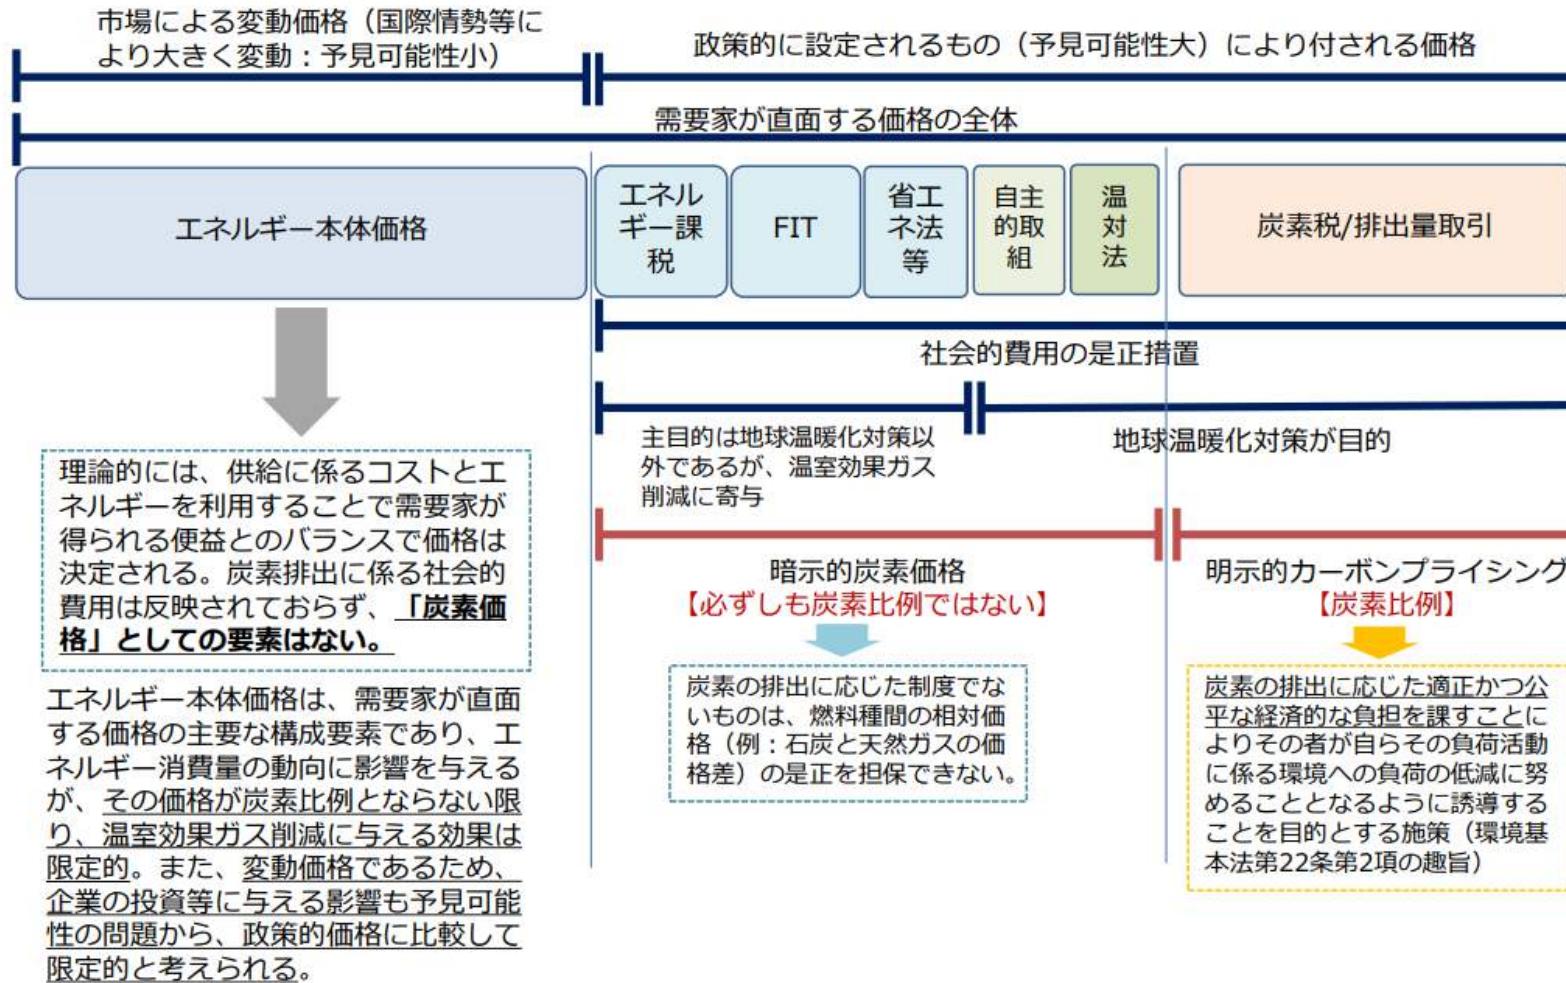 市場による変動価格（国際情勢等に
より大きく変動：予見可能性小）
政策的に設定されるもの（予見可能性大）により付される価格
需要家が直面する価格の全体
エネルギー本体価格
エネル
ギー課
税
FIT
省エ
ネ法
等
自主
的取
組
温
対
法
炭素税/排出量取引
社会的費用の是正措置
主目的は地球温暖化対策以
外であるが、温室効果ガス
削減に寄与
地球温暖化対策が目的
理論的には、供給に係るコストとエ
ネルギーを利用することで需要家が
得られる便益とのバランスで価格は
決定される。炭素排出に係る社会的
費用は反映されておらず、「炭素価
格」としての要素はない。
エネルギー本体価格は、需要家が直面
する価格の主要な構成要素であり、エ
ネルギー消費量の動向に影響を与える
が、その価格が炭素比例とならない限
り、温室効果ガス削減に与える効果は
限定的。また、変動価格であるため、
企業の投資等に与える影響も予見可能
性の問題から、政策的価格に比較して
限定的と考えられる。
暗示的炭素価格
【必ずしも炭素比例ではない】
炭素の排出に応じた制度でな
いものは、燃料種間の相対価
格（例：石炭と天然ガスの価
格差）の是正を担保できない。
明示的カーボンプライシング
【炭素比例】
炭素の排出に応じた適正かつ公
平な経済的な負担を課すことに
よりその者が自らその負荷活動
に係る環境への負荷の低減に努
めることとなるように誘導する
ことを目的とする施策（環境基
本法第22条第2項の趣旨）